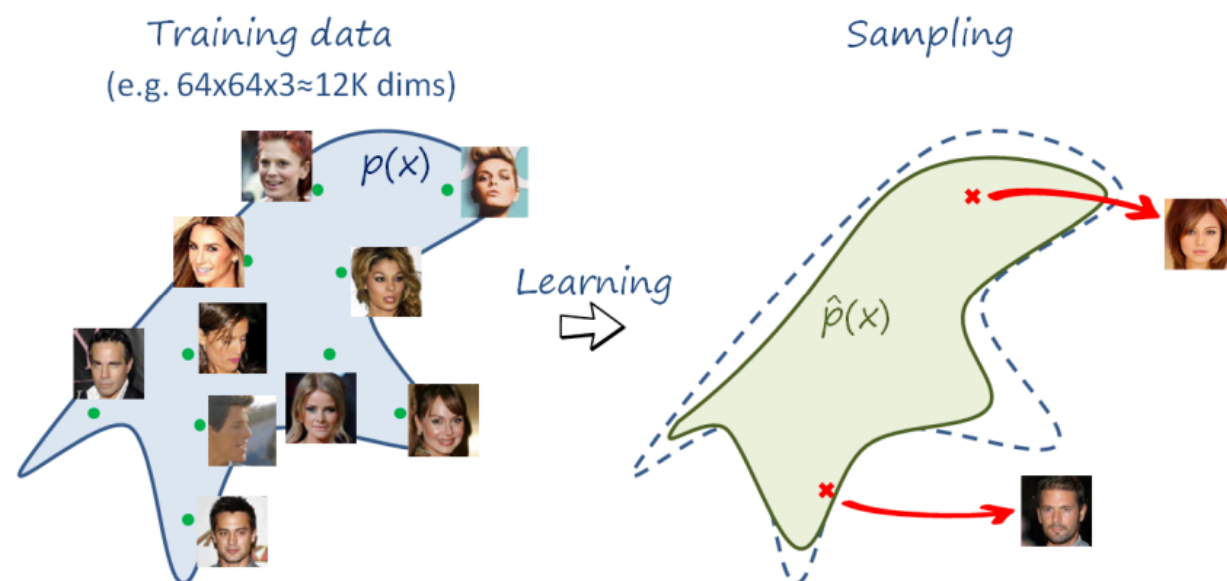 Training data
(e.g. 64x64x3≈12K dims)
p(x)
Learning
Sampling
p̂(x)